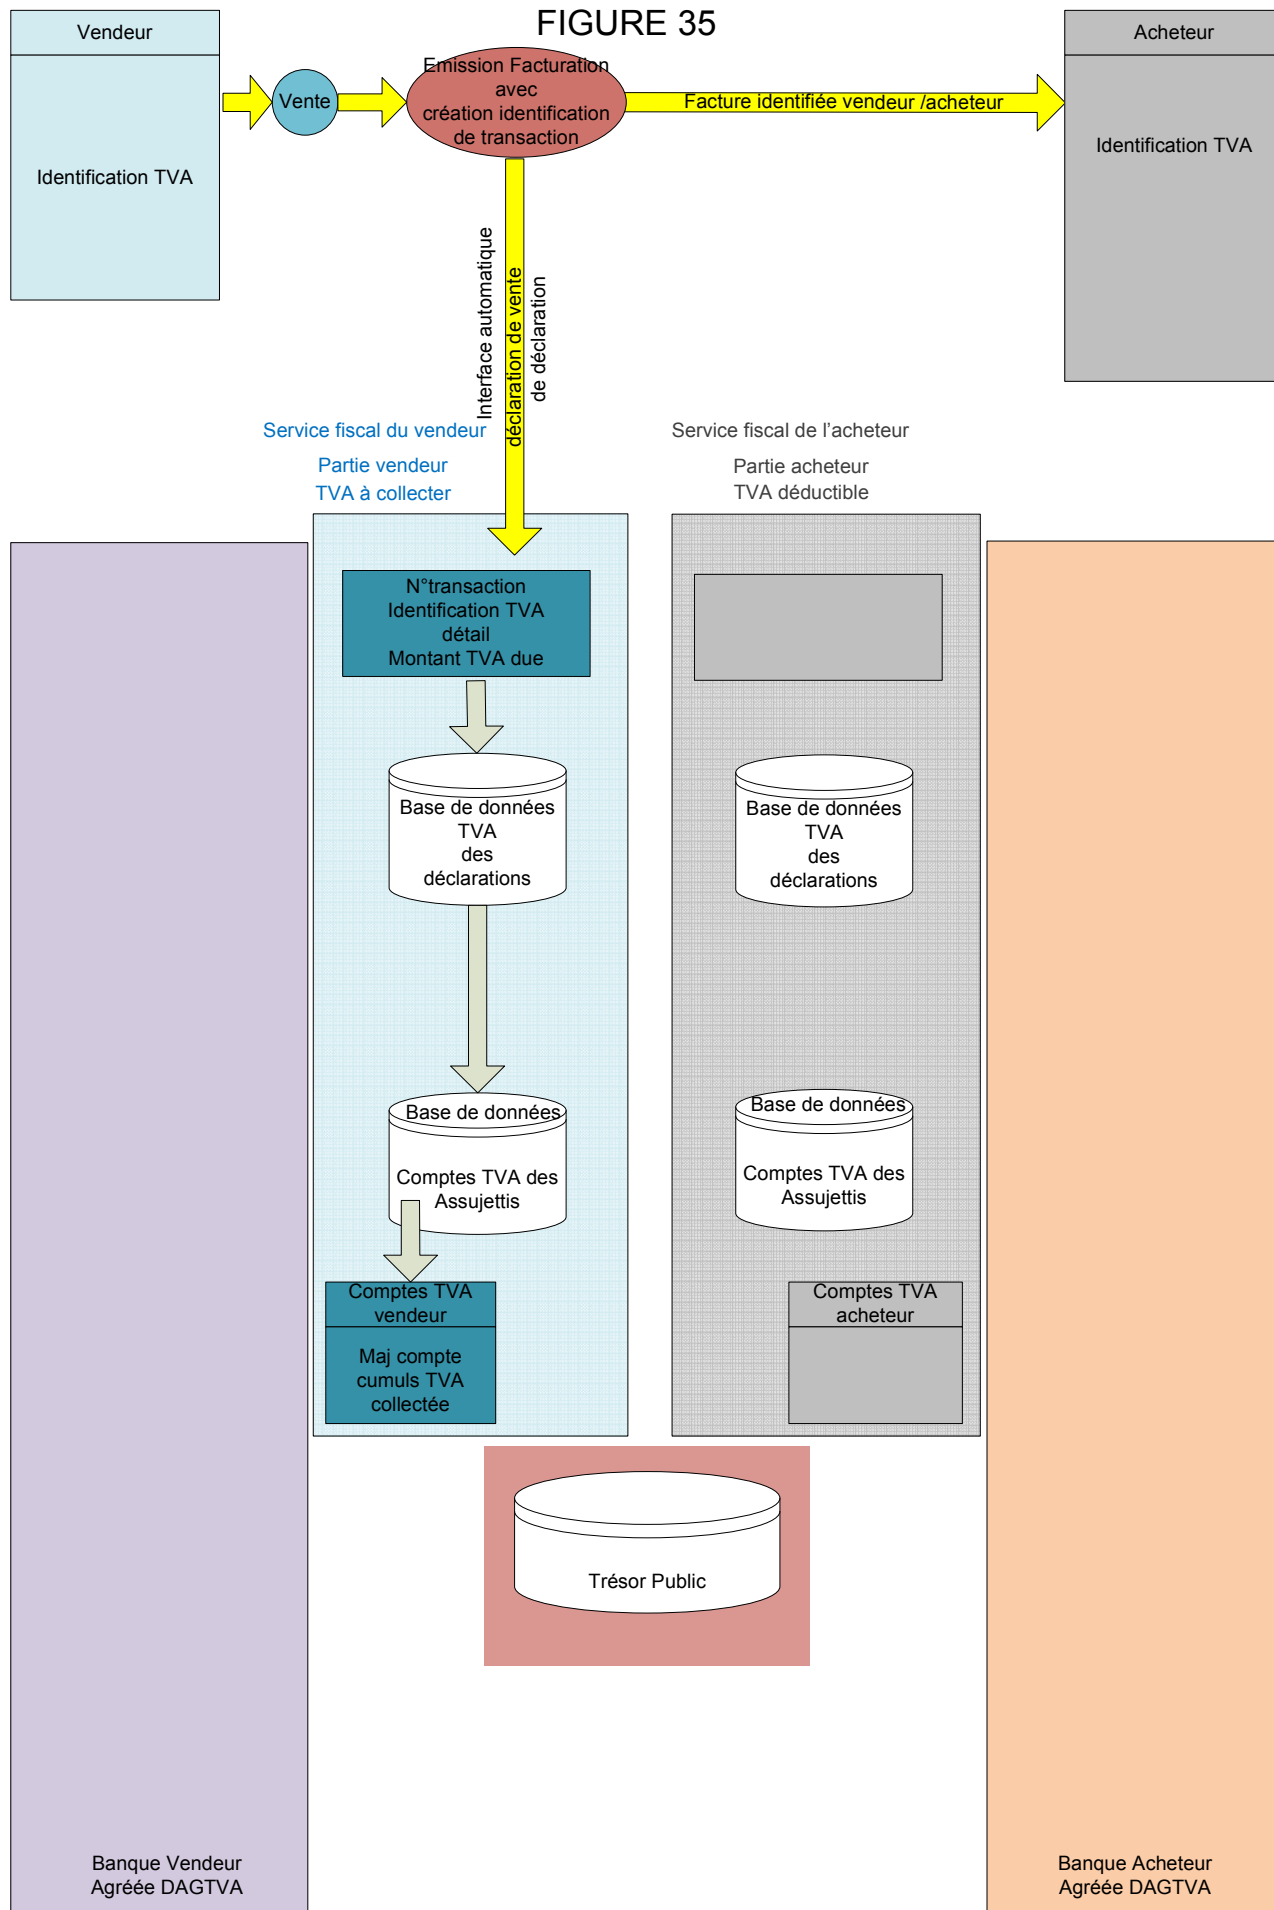 FIGURE 35
Vendeur
Identification TVA
Vente
Emission Facturation
avec
création identification
de transaction
Facture identifiée vendeur /acheteur
Acheteur
Identification TVA
Interface automatique
déclaration de vente
de déclaration
Service fiscal du vendeur
Partie vendeur
TVA à collecter
Service fiscal de l'acheteur
Partie acheteur
TVA déductible
N°transaction
Identification TVA
détail
Montant TVA due
Base de données
TVA
des
déclarations
Base de données
TVA
des
déclarations
Base de données
Comptes TVA des
Assujettis
Base de données
Comptes TVA des
Assujettis
Comptes TVA
vendeur
Maj compte
cumuls TVA
collectée
Comptes TVA
acheteur
Trésor Public
Banque Vendeur
Agréée DAGTVA
Banque Acheteur
Agréée DAGTVA